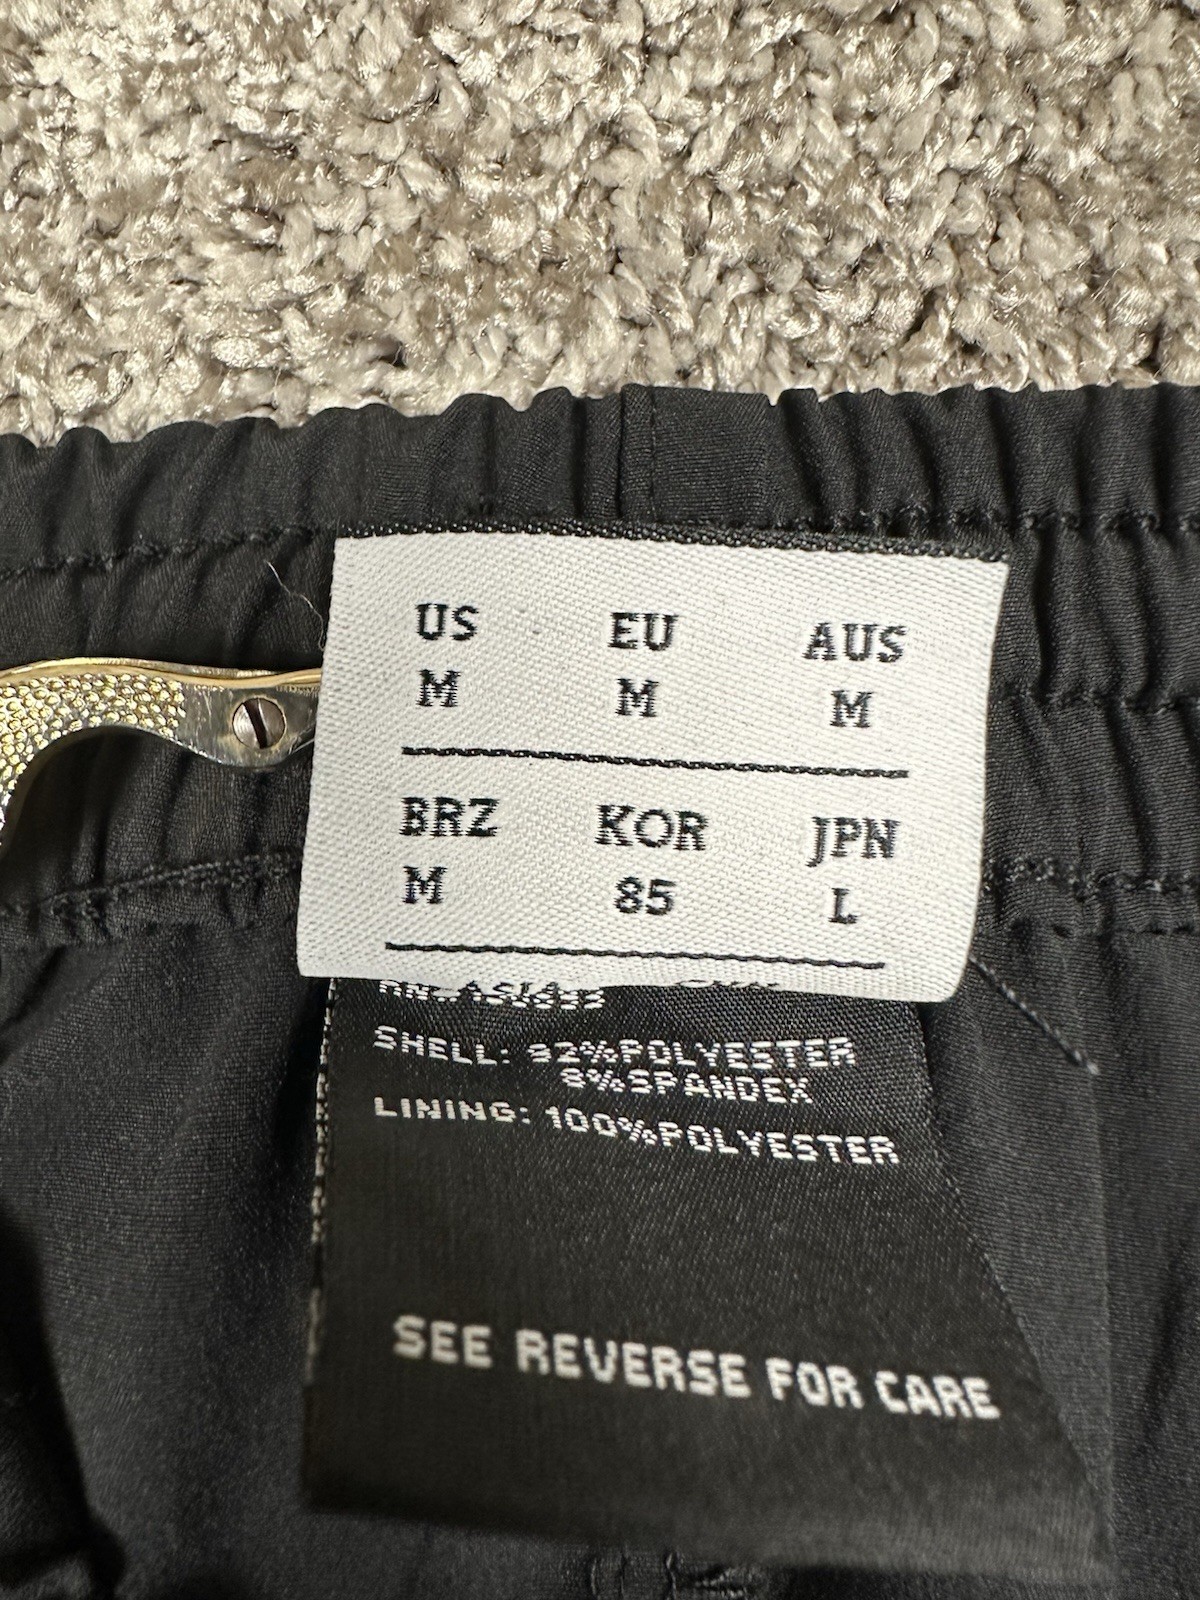 US EU AUS
M M M
BRZ KOR JPN
M 85 L
SHELL: 92%POLYESTER
8%SPANDEX
LINING: 100%POLYESTER
SEE REVERSE FOR CARE